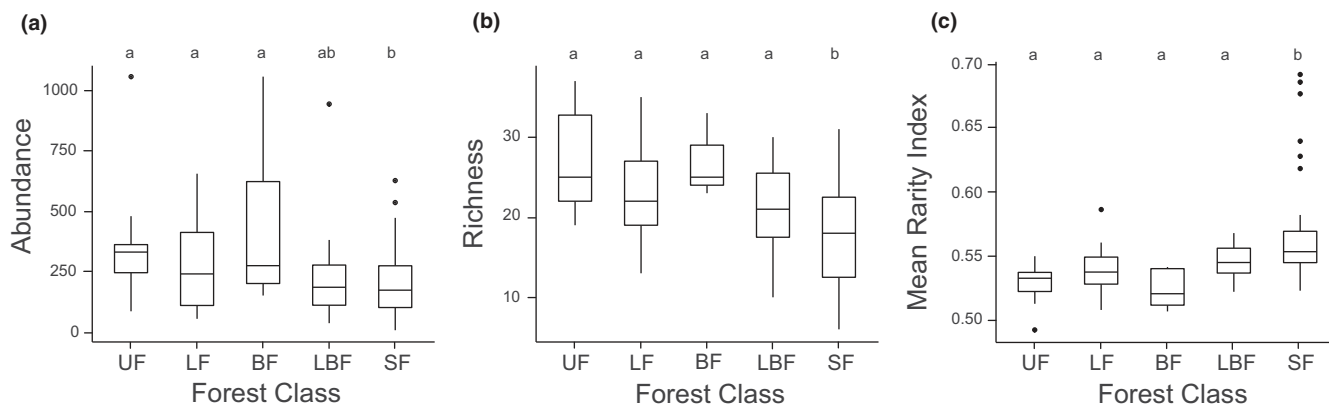 (a)
a a a ab b
1000
750
500
250
0
Abundance
UF LF BF LBF SF
Forest Class
(b)
a a a a b
30
20
10
Richness
UF LF BF LBF SF
Forest Class
(c)
a a a a b
0.70
0.65
0.60
0.55
0.50
Mean Rarity Index
UF LF BF LBF SF
Forest Class